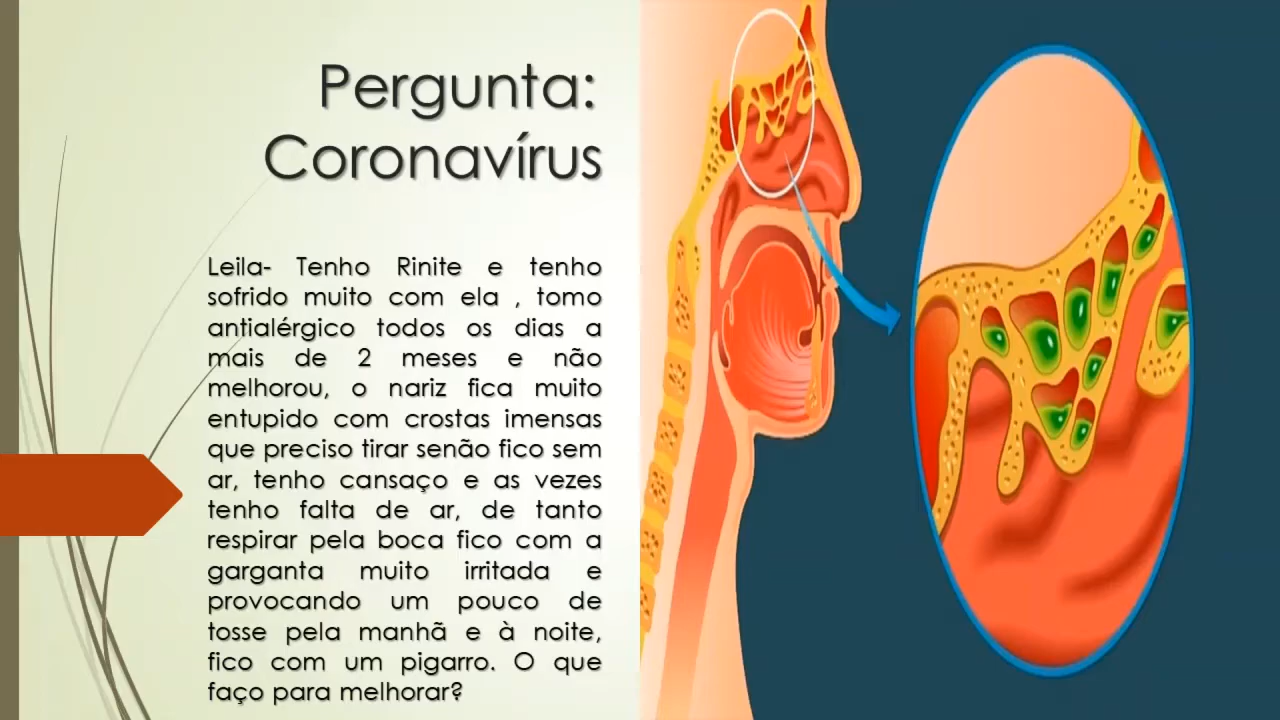 Pergunta:
Coronavírus
Leila- Tenho Rinite e tenho
sofrido muito com ela , tomo
antialérgico todos os dias a
mais de 2 meses e não
melhorou, o nariz fica muito
entupido com crostas imensas
que preciso tirar senão fico sem
ar, tenho cansaço e as vezes
tenho falta de ar, de tanto
respirar pela boca fico com a
garganta muito irritada e
provocando um pouco de
tosse pela manhã e à noite,
fico com um pigarro. O que
faço para melhorar?